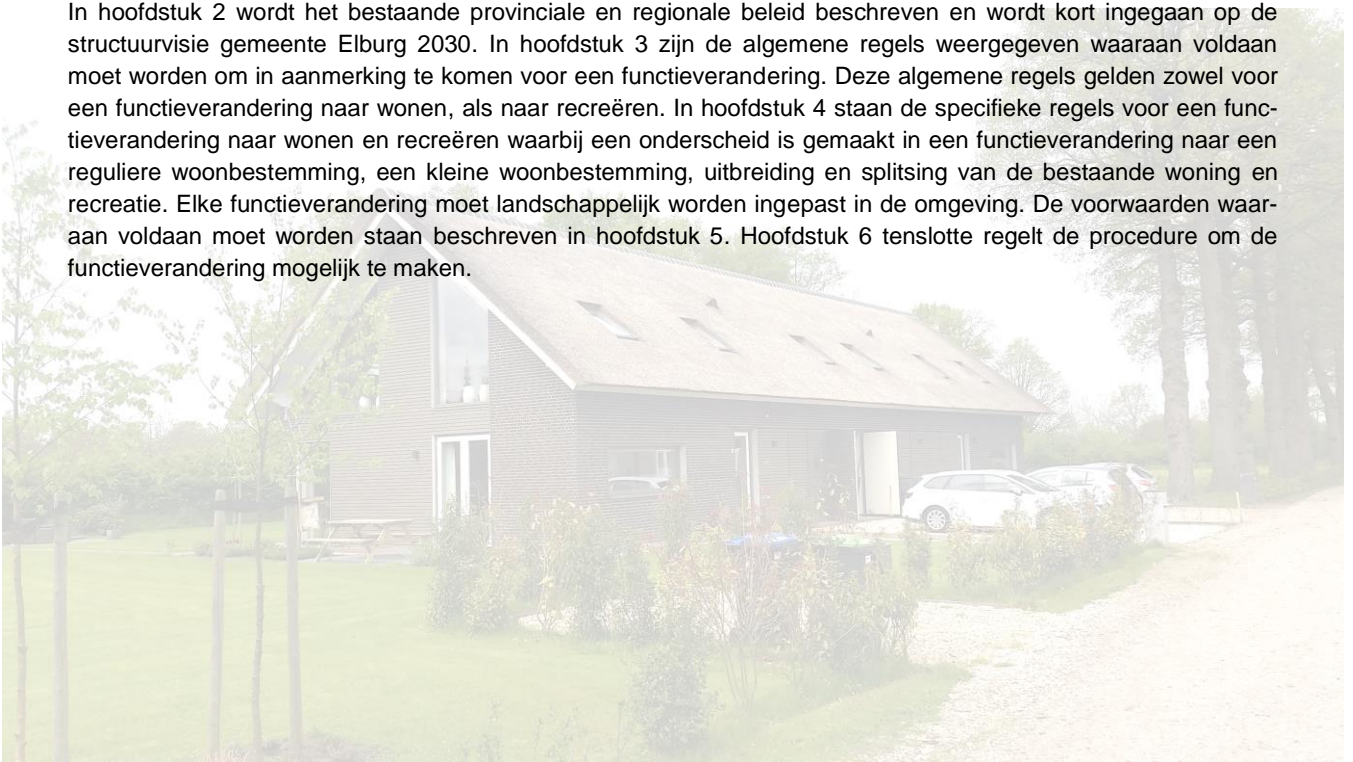 In hoofdstuk 2 wordt het bestaande provinciale en regionale beleid beschreven en wordt kort ingegaan op de
structuurvisie gemeente Elburg 2030. In hoofdstuk 3 zijn de algemene regels weergegeven waaraan voldaan
moet worden om in aanmerking te komen voor een functieverandering. Deze algemene regels gelden zowel voor
een functieverandering naar wonen, als naar recreëren. In hoofdstuk 4 staan de specifieke regels voor een func-
tieverandering naar wonen en recreëren waarbij een onderscheid is gemaakt in een functieverandering naar een
reguliere woonbestemming, een kleine woonbestemming, uitbreiding en splitsing van de bestaande woning en
recreatie. Elke functieverandering moet landschappelijk worden ingepast in de omgeving. De voorwaarden waar-
aan voldaan moet worden staan beschreven in hoofdstuk 5. Hoofdstuk 6 tenslotte regelt de procedure om de
functieverandering mogelijk te maken.